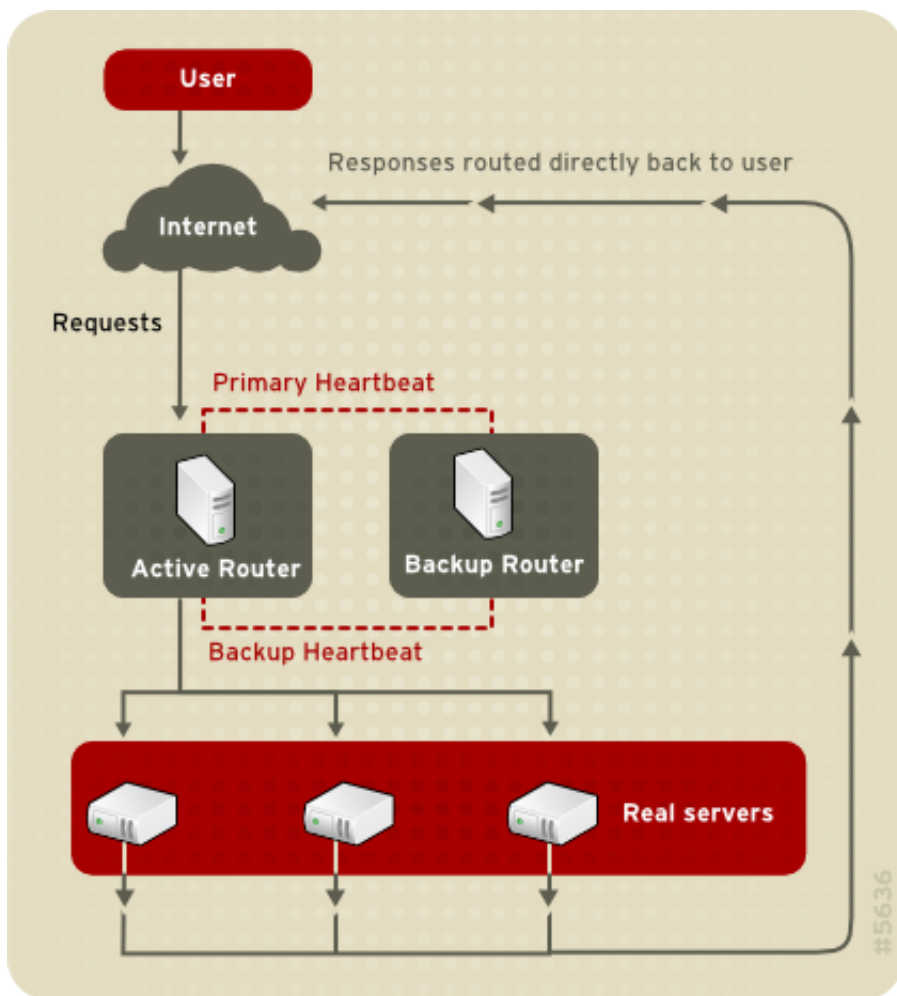 User
Responses routed directly back to user
Internet
Requests
Primary Heartbeat
Active Router
Backup Router
Backup Heartbeat
Real servers
#5636